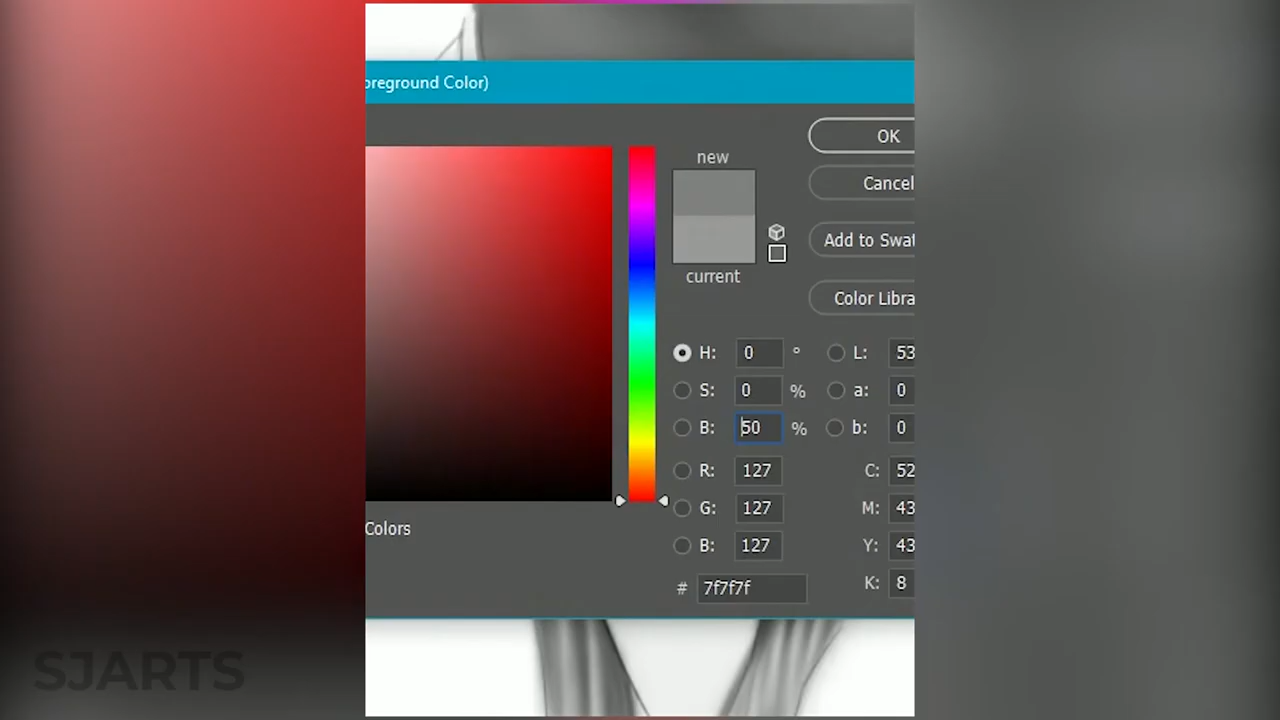 oreground Color)
new
OK
Cancel
Add to Swat
current
Color Libra
H: 0 °
L: 53
S: 0 %
a: 0
B: 50 %
b: 0
R: 127
C: 52
G: 127
M: 43
Colors
B: 127
Y: 43
# 7f7f7f
K: 8
SJARTS